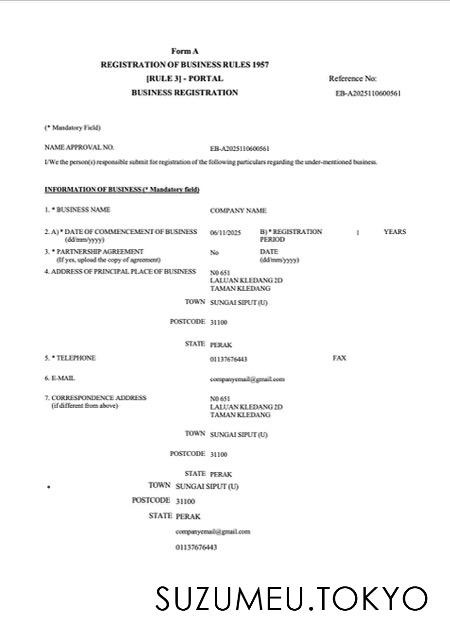 Form A
REGISTRATION OF BUSINESS RULES 1957
[RULE 3] - PORTAL
Reference No:
BUSINESS REGISTRATION
EB-A2025110600561
(* Mandatory Field)
NAME APPROVAL NO. EB-A2025110600561
I/We the person(s) responsible submit for registration of the following particulars regarding the under-mentioned business.
INFORMATION OF BUSINESS (* Mandatory field)
1. * BUSINESS NAME COMPANY NAME
2. A) * DATE OF COMMENCEMENT OF BUSINESS 06/11/2025 B) * REGISTRATION 1 YEARS
(dd/mm/yyyy) PERIOD
3. * PARTNERSHIP AGREEMENT No DATE
(If yes, upload the copy of agreement) (dd/mm/yyyy)
4. ADDRESS OF PRINCIPAL PLACE OF BUSINESS N0 651
LALUAN KLEDANG 2D
TAMAN KLEDANG
TOWN SUNGAI SIPUT (U)
POSTCODE 31100
STATE PERAK
5. * TELEPHONE 01137676443 FAX
6. E-MAIL companyemail@gmail.com
7. CORRESPONDENCE ADDRESS N0 651
(if different from above) LALUAN KLEDANG 2D
TAMAN KLEDANG
TOWN SUNGAI SIPUT (U)
POSTCODE 31100
STATE PERAK
• TOWN SUNGAI SIPUT (U)
POSTCODE 31100
STATE PERAK
companyemail@gmail.com
01137676443
SUZUMEU.TOKYO